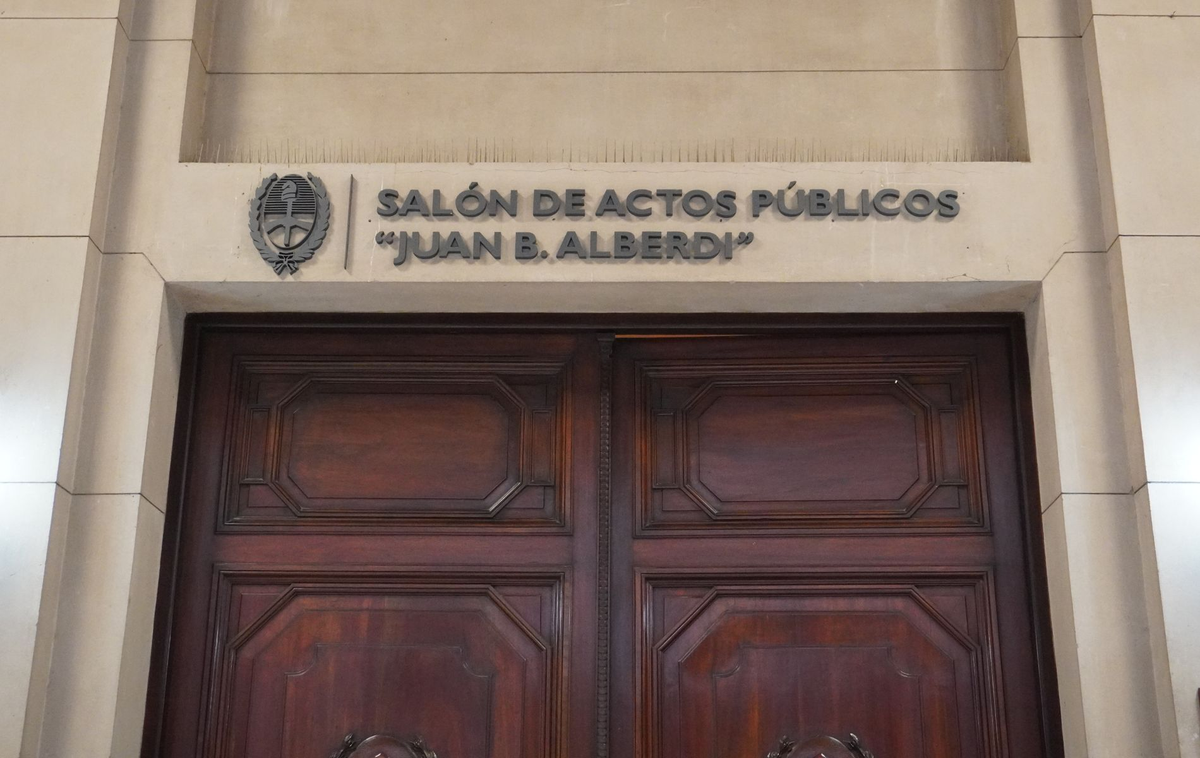 SALÓN DE ACTOS PÚBLICOS
“JUAN B. ALBERDI”